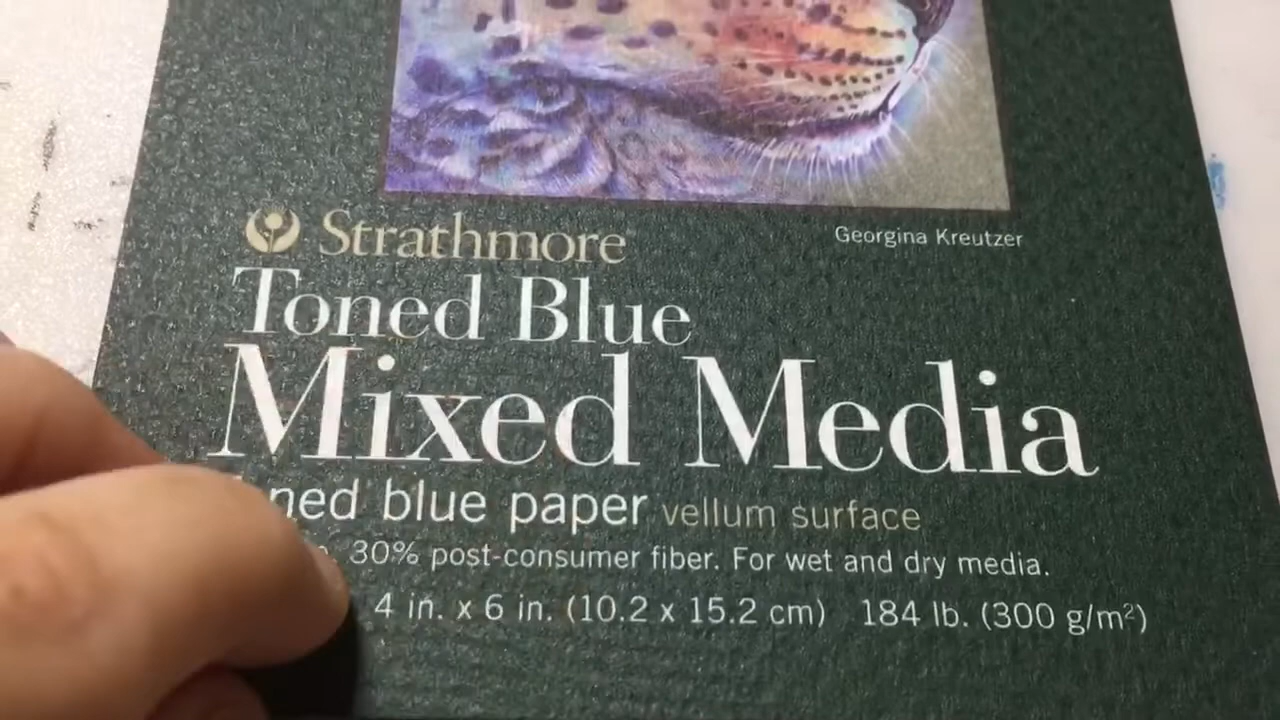 Georgina Kreutzer
Strathmore
Toned Blue
Mixed Media
blue paper vellum surface
30% post-consumer fiber. For wet and dry media.
4 in. x 6 in. (10.2 x 15.2 cm) 184 lb. (300 g/m²)